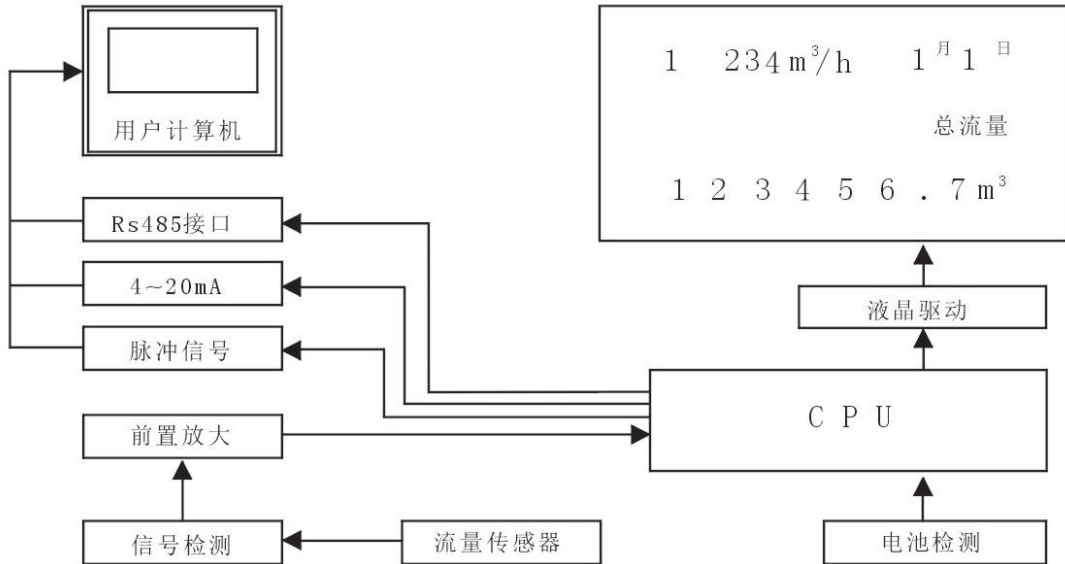 用户计算机
Rs485接口
4~20mA
脉冲信号
前置放大
信号检测
流量传感器
1 234m³/h 1月1日
总流量
1 2 3 4 5 6 . 7 m³
液晶驱动
C P U
电池检测